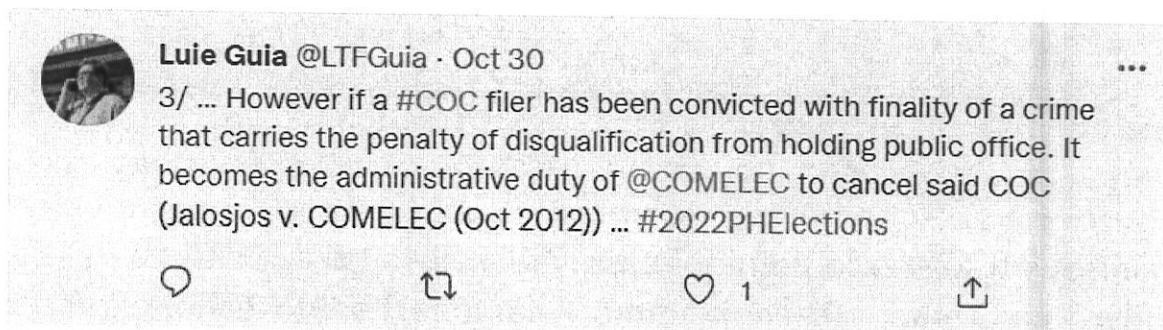 Luie Guia @LTFGuia · Oct 30
3/ ... However if a #COC filer has been convicted with finality of a crime
that carries the penalty of disqualification from holding public office. It
becomes the administrative duty of @COMELEC to cancel said COC
(Jalosjos v. COMELEC (Oct 2012)) ... #2022PHElections
1